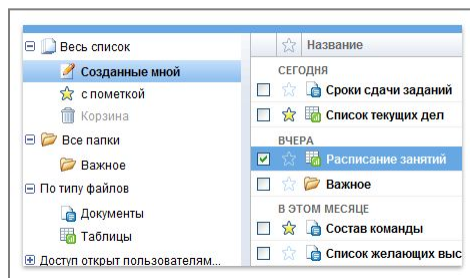 Весь список
Созданные мной
с пометкой
Корзина
Все папки
Важное
По типу файлов
Документы
Таблицы
Доступ открыт пользователям...
Название
СЕГОДНЯ
Сроки сдачи заданий
Список текущих дел
ВЧЕРА
Расписание занятий
Важное
В ЭТОМ МЕСЯЦЕ
Состав команды
Список желающих выс